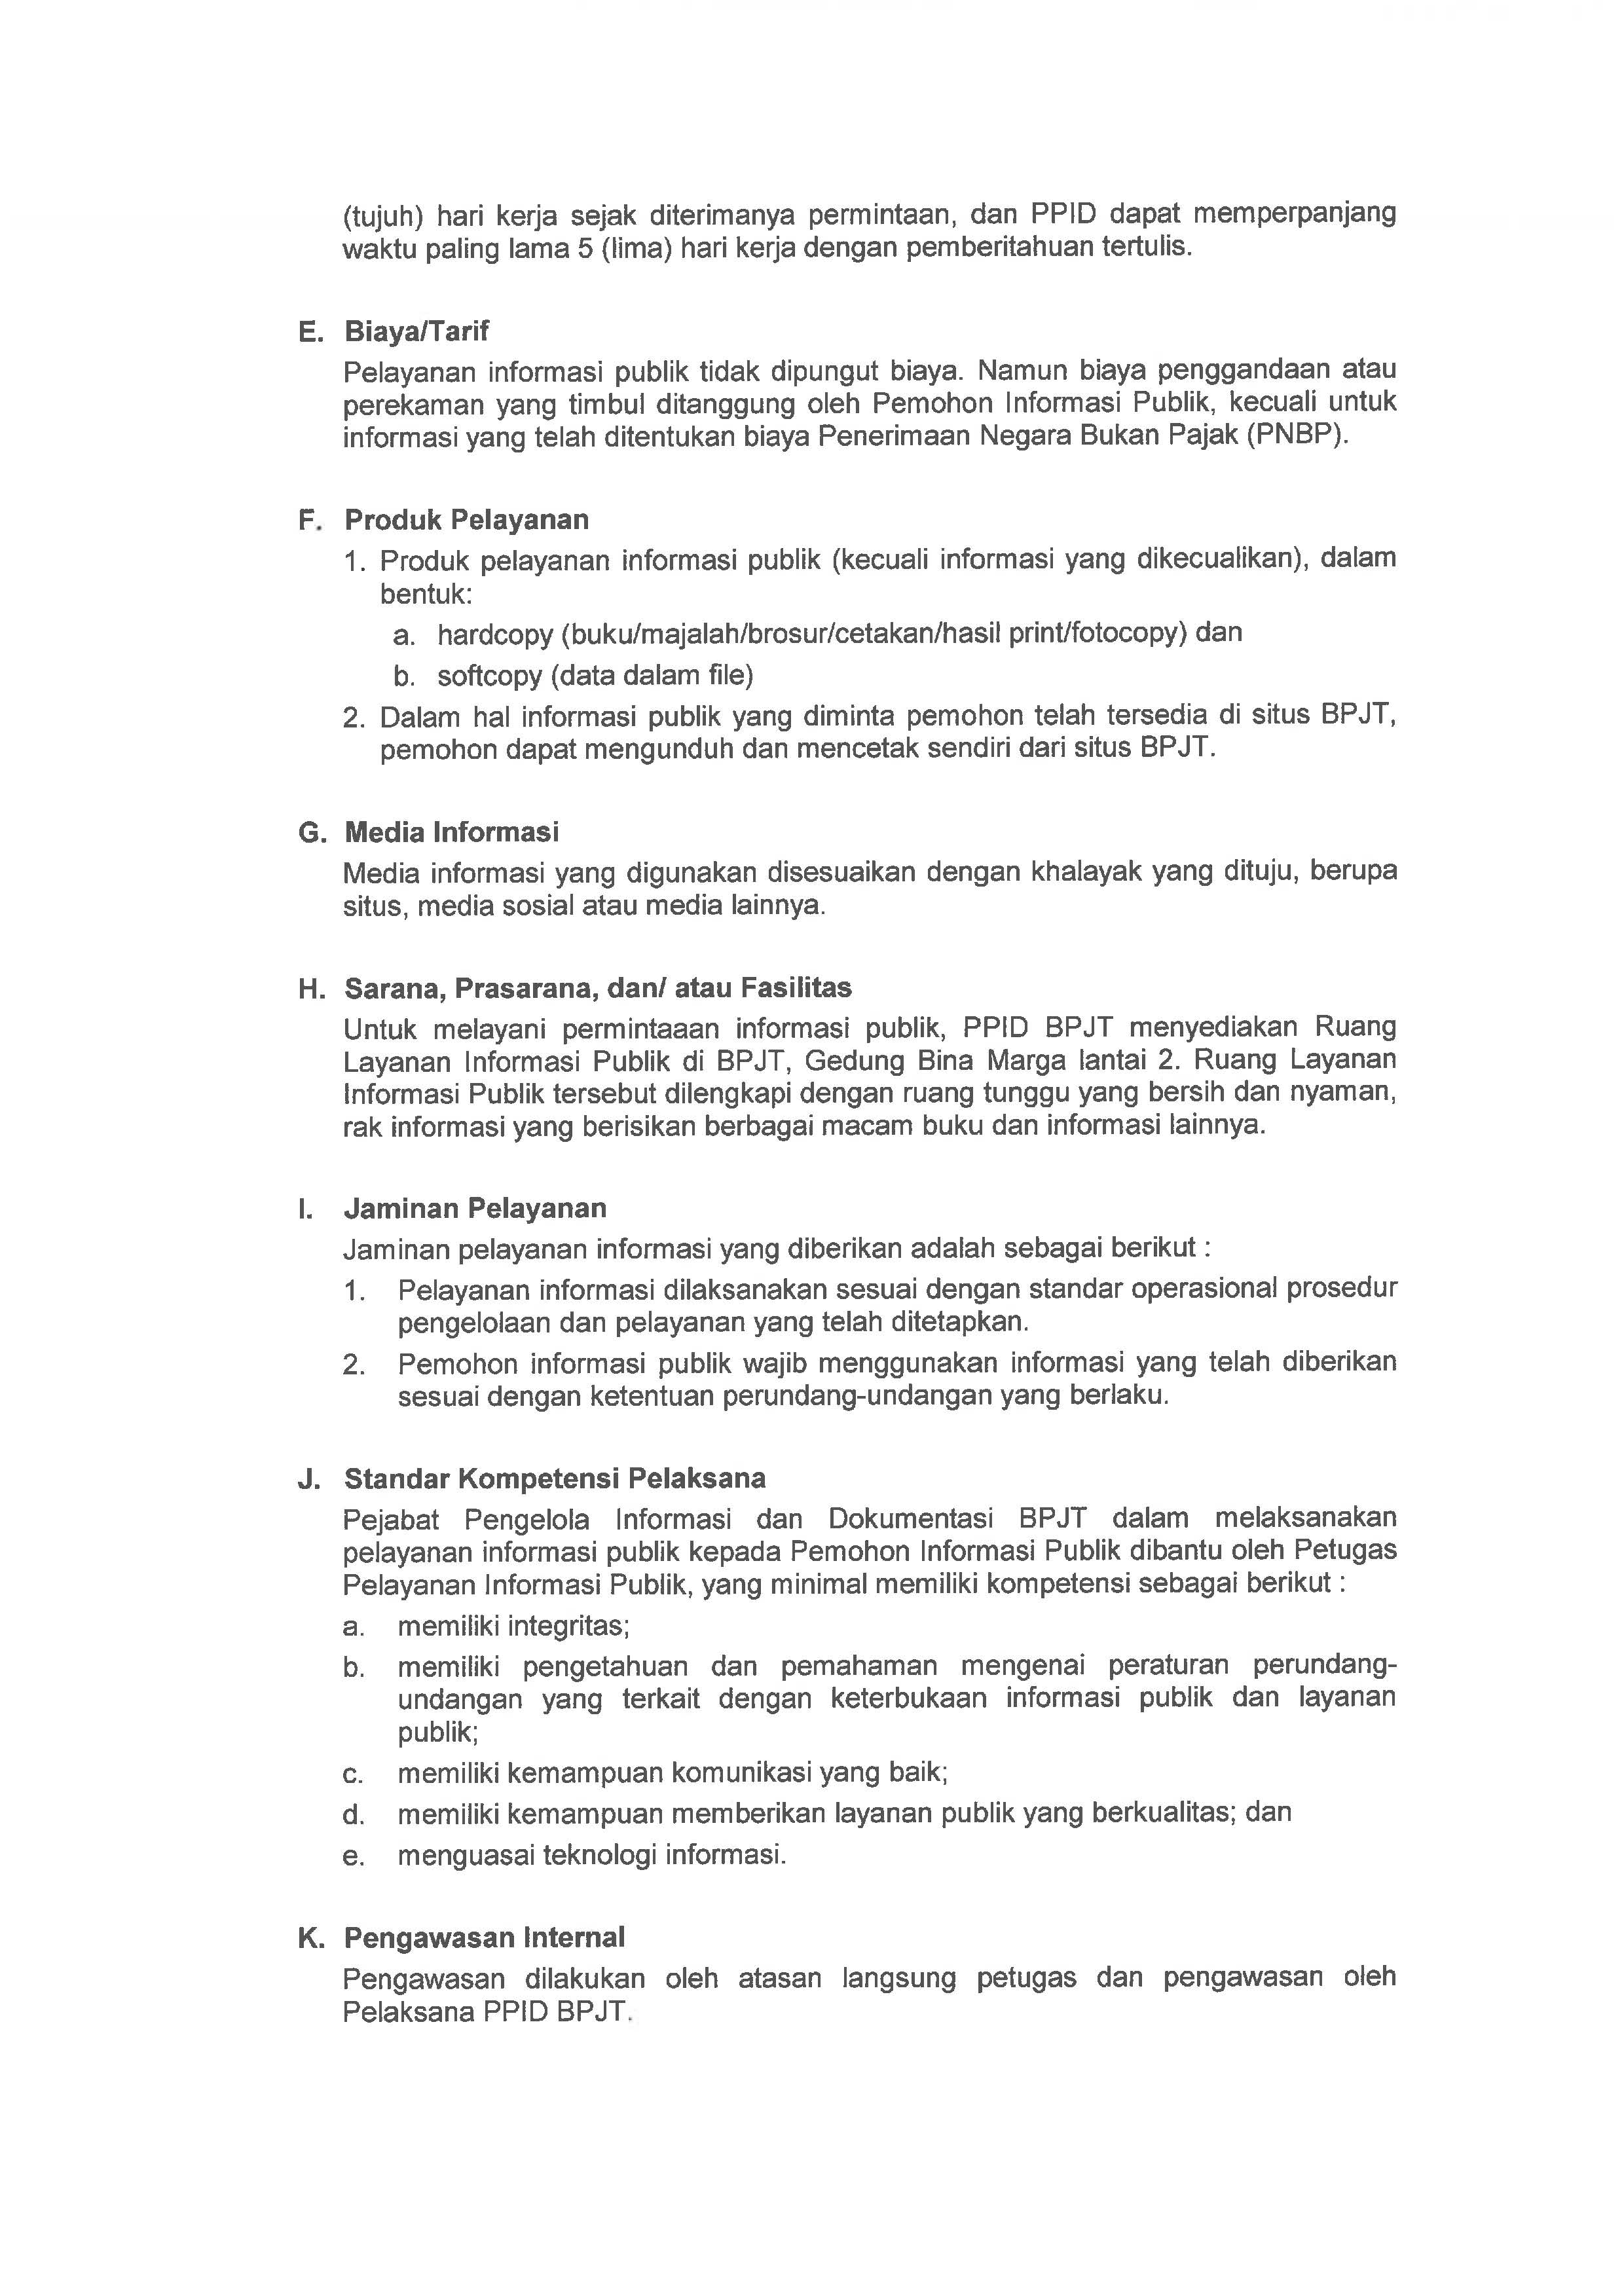 (tujuh) hari kerja sejak diterimanya permintaan, dan PPID dapat memperpanjang
waktu paling lama 5 (lima) hari kerja dengan pemberitahuan tertulis.
E. Biaya/Tarif
Pelayanan informasi publik tidak dipungut biaya. Namun biaya penggandaan atau
perekaman yang timbul ditanggung oleh Pemohon Informasi Publik, kecuali untuk
informasi yang telah ditentukan biaya Penerimaan Negara Bukan Pajak (PNBP).
F. Produk Pelayanan
1. Produk pelayanan informasi publik (kecuali informasi yang dikecualikan), dalam
bentuk:
a. hardcopy (buku/majalah/brosur/cetakan/hasil print/fotocopy) dan
b. softcopy (data dalam file)
2. Dalam hal informasi publik yang diminta pemohon telah tersedia di situs BPJT,
pemohon dapat mengunduh dan mencetak sendiri dari situs BPJT.
G. Media Informasi
Media informasi yang digunakan disesuaikan dengan khalayak yang dituju, berupa
situs, media sosial atau media lainnya.
H. Sarana, Prasarana, dan/ atau Fasilitas
Untuk melayani permintaaan informasi publik, PPID BPJT menyediakan Ruang
Layanan Informasi Publik di BPJT, Gedung Bina Marga lantai 2. Ruang Layanan
Informasi Publik tersebut dilengkapi dengan ruang tunggu yang bersih dan nyaman,
rak informasi yang berisikan berbagai macam buku dan informasi lainnya.
I. Jaminan Pelayanan
Jaminan pelayanan informasi yang diberikan adalah sebagai berikut :
1. Pelayanan informasi dilaksanakan sesuai dengan standar operasional prosedur
pengelolaan dan pelayanan yang telah ditetapkan.
2. Pemohon informasi publik wajib menggunakan informasi yang telah diberikan
sesuai dengan ketentuan perundang-undangan yang berlaku.
J. Standar Kompetensi Pelaksana
Pejabat Pengelola Informasi dan Dokumentasi BPJT dalam melaksanakan
pelayanan informasi publik kepada Pemohon Informasi Publik dibantu oleh Petugas
Pelayanan Informasi Publik, yang minimal memiliki kompetensi sebagai berikut :
a. memiliki integritas;
b. memiliki pengetahuan dan pemahaman mengenai peraturan perundang-
undangan yang terkait dengan keterbukaan informasi publik dan layanan
publik;
c. memiliki kemampuan komunikasi yang baik;
d. memiliki kemampuan memberikan layanan publik yang berkualitas; dan
e. menguasai teknologi informasi.
K. Pengawasan Internal
Pengawasan dilakukan oleh atasan langsung petugas dan pengawasan oleh
Pelaksana PPID BPJT.